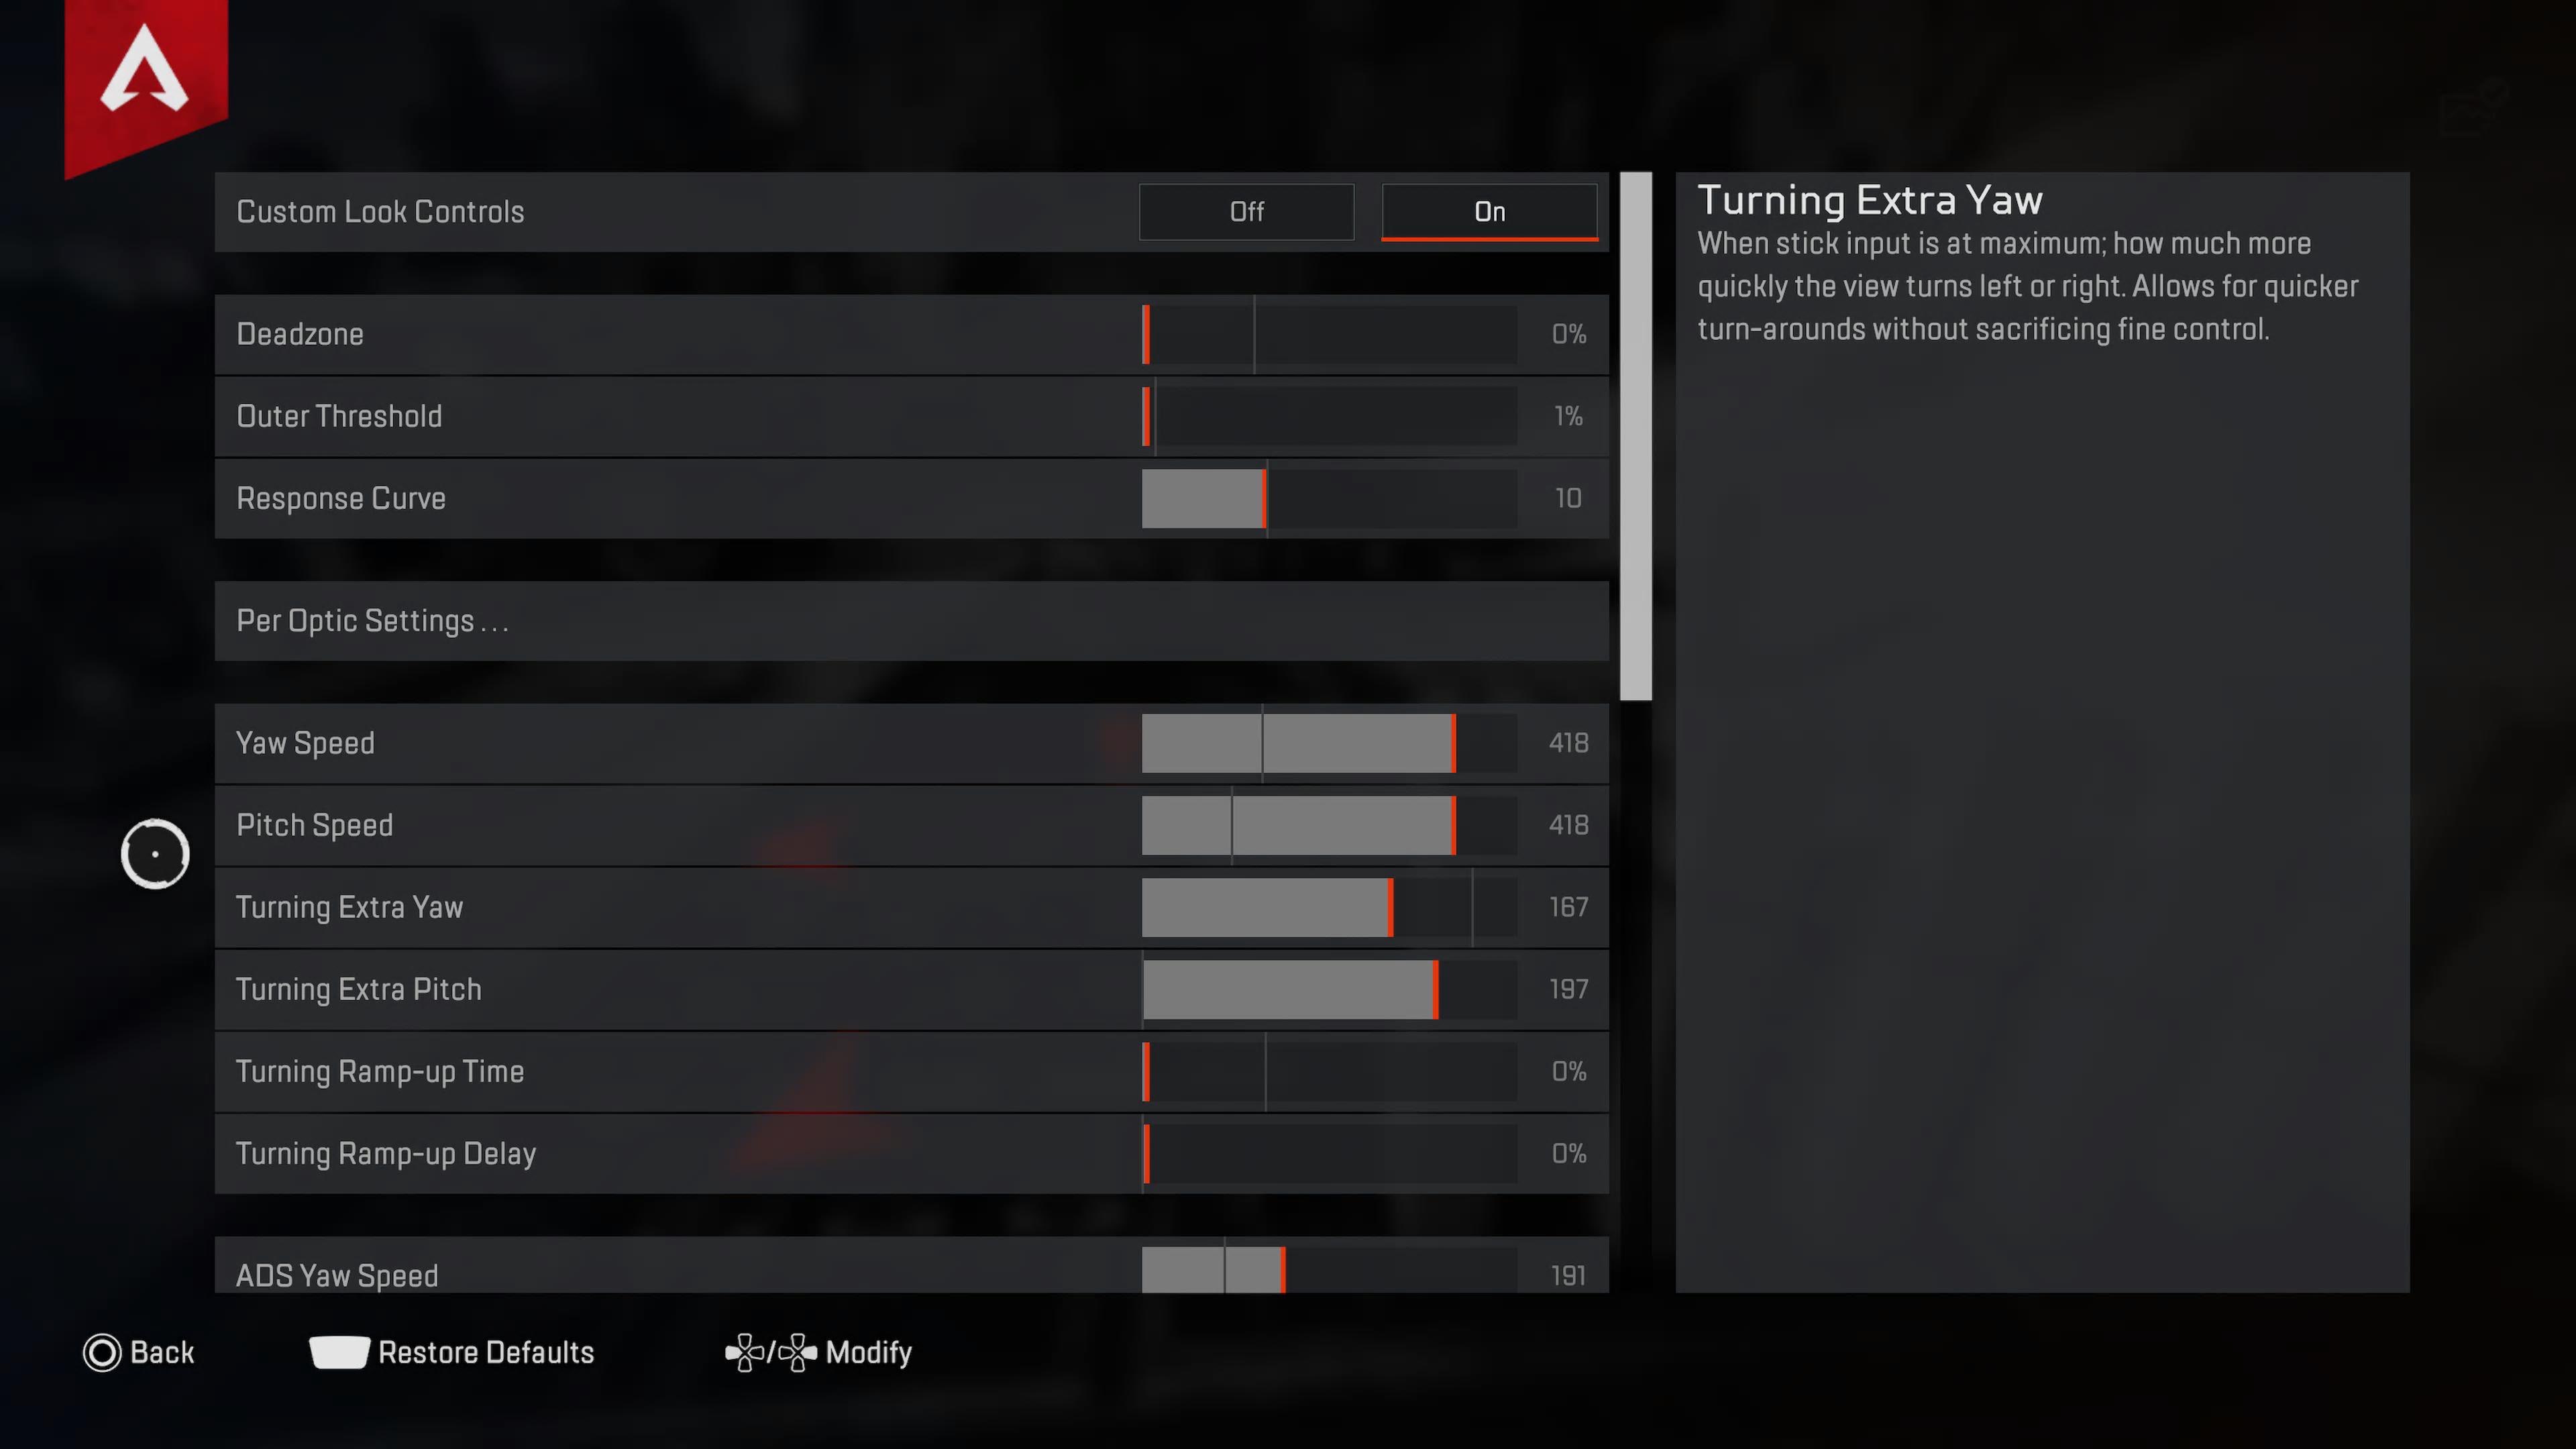 Custom Look Controls Off On
Deadzone 0%
Outer Threshold 1%
Response Curve 10
Per Optic Settings...
Yaw Speed 418
Pitch Speed 418
Turning Extra Yaw 167
Turning Extra Pitch 197
Turning Ramp-up Time 0%
Turning Ramp-up Delay 0%
ADS Yaw Speed 191
Turning Extra Yaw
When stick input is at maximum; how much more
quickly the view turns left or right. Allows for quicker
turn-arounds without sacrificing fine control.
Back Restore Defaults / Modify